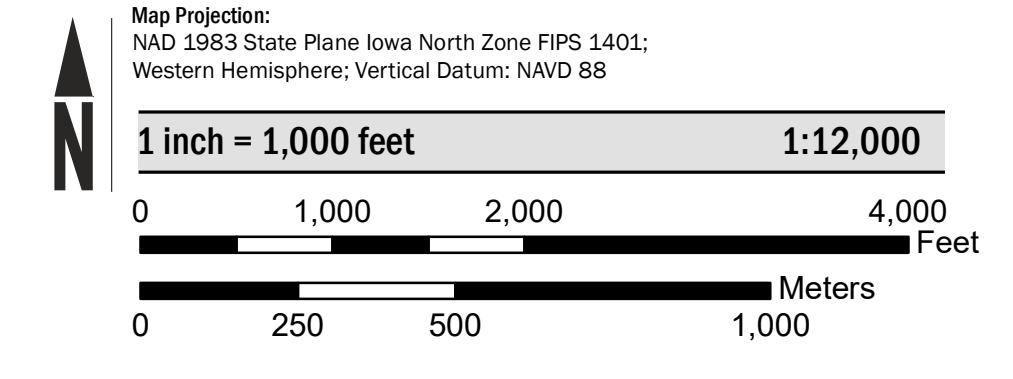 Map Projection:
NAD 1983 State Plane Iowa North Zone FIPS 1401;
Western Hemisphere; Vertical Datum: NAVD 88
N
1 inch = 1,000 feet 1:12,000
0 1,000 2,000 4,000
Feet
Meters
0 250 500 1,000